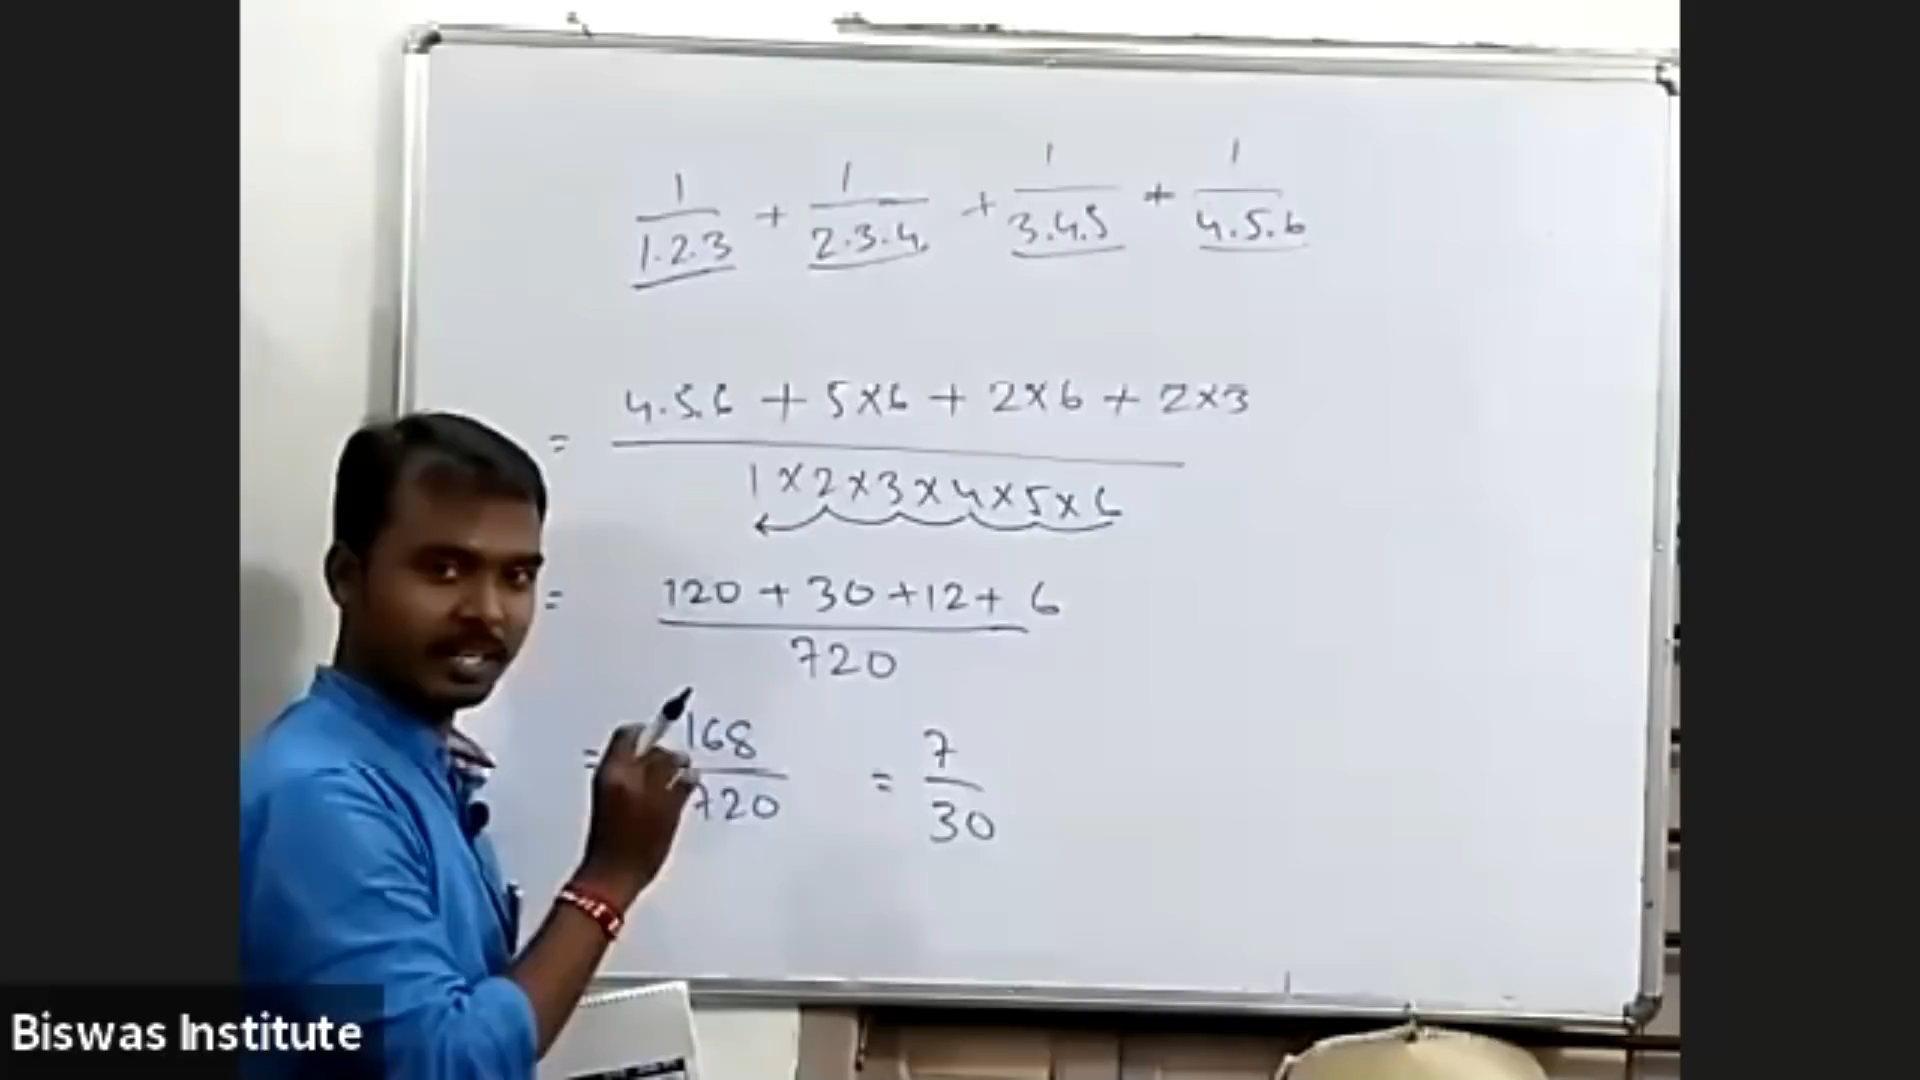 1/1.2.3 + 1/2.3.4. + 1/3.4.5 + 1/4.5.6
= 4.5.6 + 5×6 + 2×6 + 2×3 / 1×2×3×4×5×6
= 120 + 30 + 12 + 6 / 720
= 168/720 = 7/30
Biswas Institute